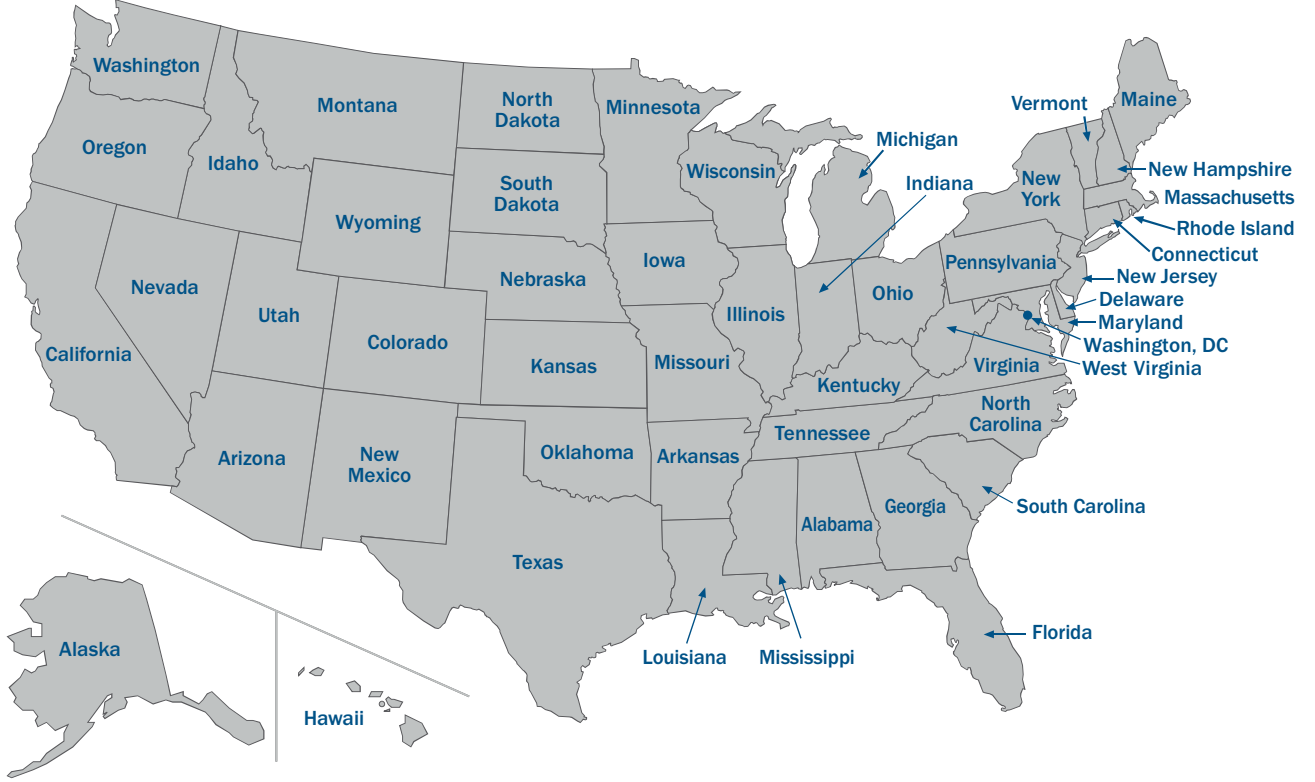 Washington
Montana
North
Dakota
Minnesota
Vermont
Maine
Oregon
Idaho
Michigan
Wisconsin
New Hampshire
Indiana
South
Dakota
New
York
Massachusetts
Wyoming
Rhode Island
Connecticut
Iowa
Pennsylvania
New Jersey
Nebraska
Nevada
Ohio
Delaware
Utah
Illinois
Maryland
Colorado
Washington, DC
California
Kansas
Missouri
Virginia
West Virginia
Kentucky
North
Carolina
Tennessee
Arizona
New
Mexico
Oklahoma
Arkansas
Georgia
South Carolina
Alabama
Texas
Florida
Alaska
Louisiana
Mississippi
Hawaii